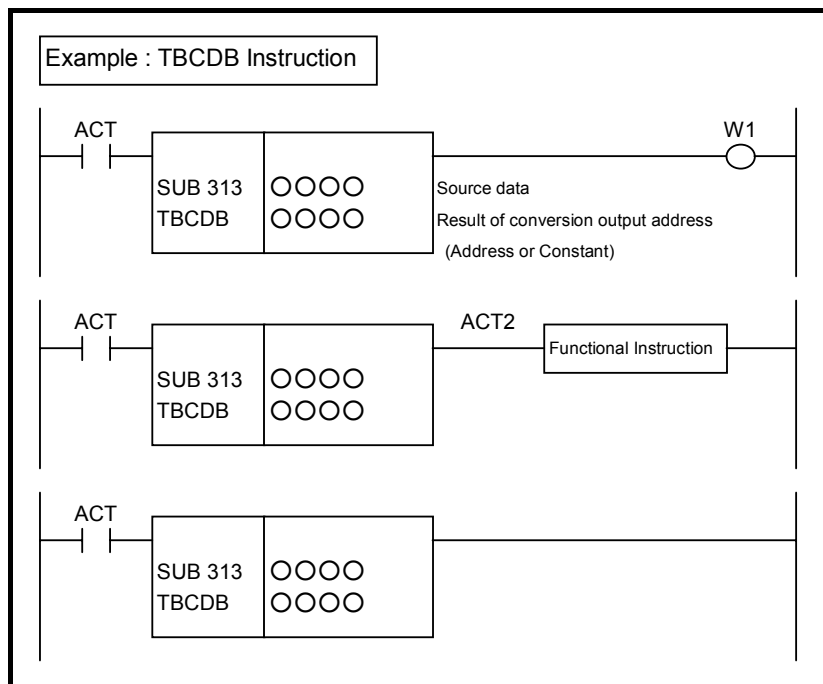 Example : TBCDB Instruction
ACT W1
SUB 313 ○○○○ Source data
TBCDB ○○○○ Result of conversion output address
(Address or Constant)
ACT ACT2
Functional Instruction
SUB 313 ○○○○
TBCDB ○○○○
ACT
SUB 313 ○○○○
TBCDB ○○○○